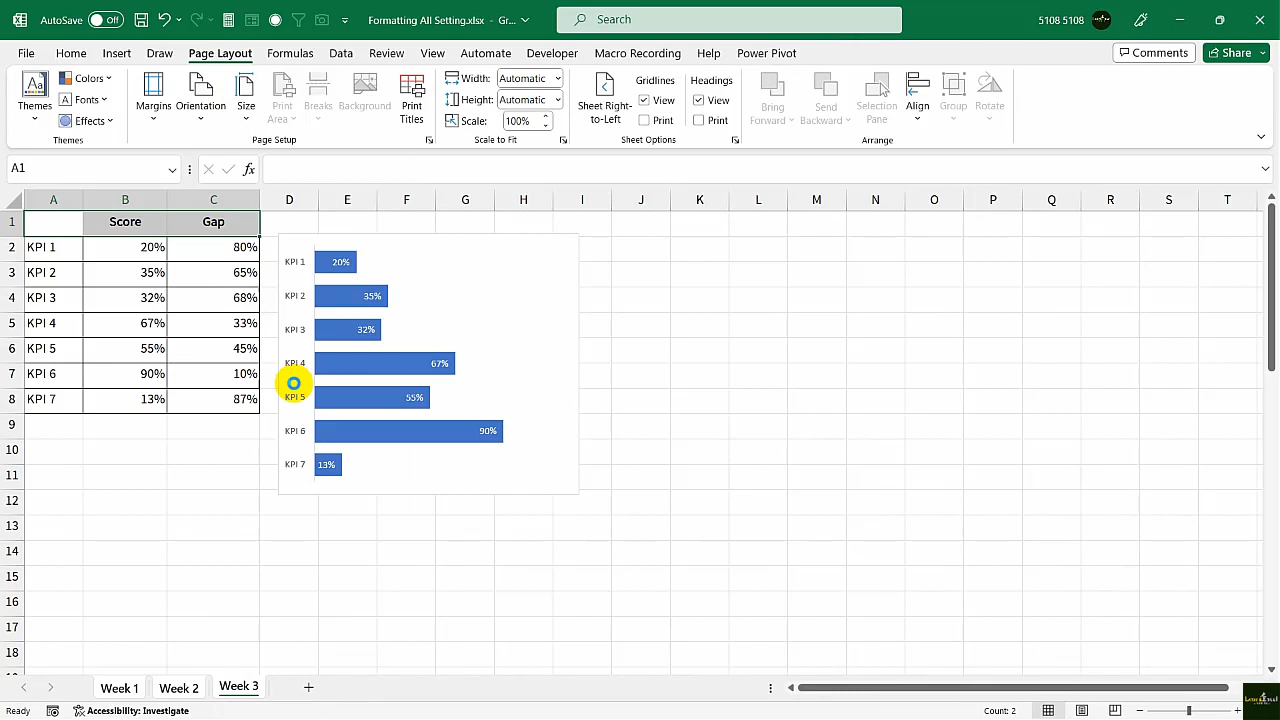 AutoSave Off Formatting All Setting.xlsx - Gr... Search 5108 5108
File Home Insert Draw Page Layout Formulas Data Review View Automate Developer Macro Recording Help Power Pivot Comments Share
Themes Colors Fonts Effects Margins Orientation Size Print Area Breaks Background Print Titles Width: Automatic Height: Automatic Scale: 100% Sheet Right-to-Left Gridlines View Print Headings View Print Bring Forward Send Backward Selection Pane Align Group Rotate
Themes Page Setup Scale to Fit Sheet Options Arrange
A1 fx
A B C D E F G H I J K L M N O P Q R S T
1 Score Gap
2 KPI 1 20% 80%
3 KPI 2 35% 65%
4 KPI 3 32% 68%
5 KPI 4 67% 33%
6 KPI 5 55% 45%
7 KPI 6 90% 10%
8 KPI 7 13% 87%
9
10
11
12
13
14
15
16
17
18
KPI 1 20%
KPI 2 35%
KPI 3 32%
KPI 4 67%
KPI 5 55%
KPI 6 90%
KPI 7 13%
Week 1 Week 2 Week 3
Ready Accessibility: Investigate Count: 2